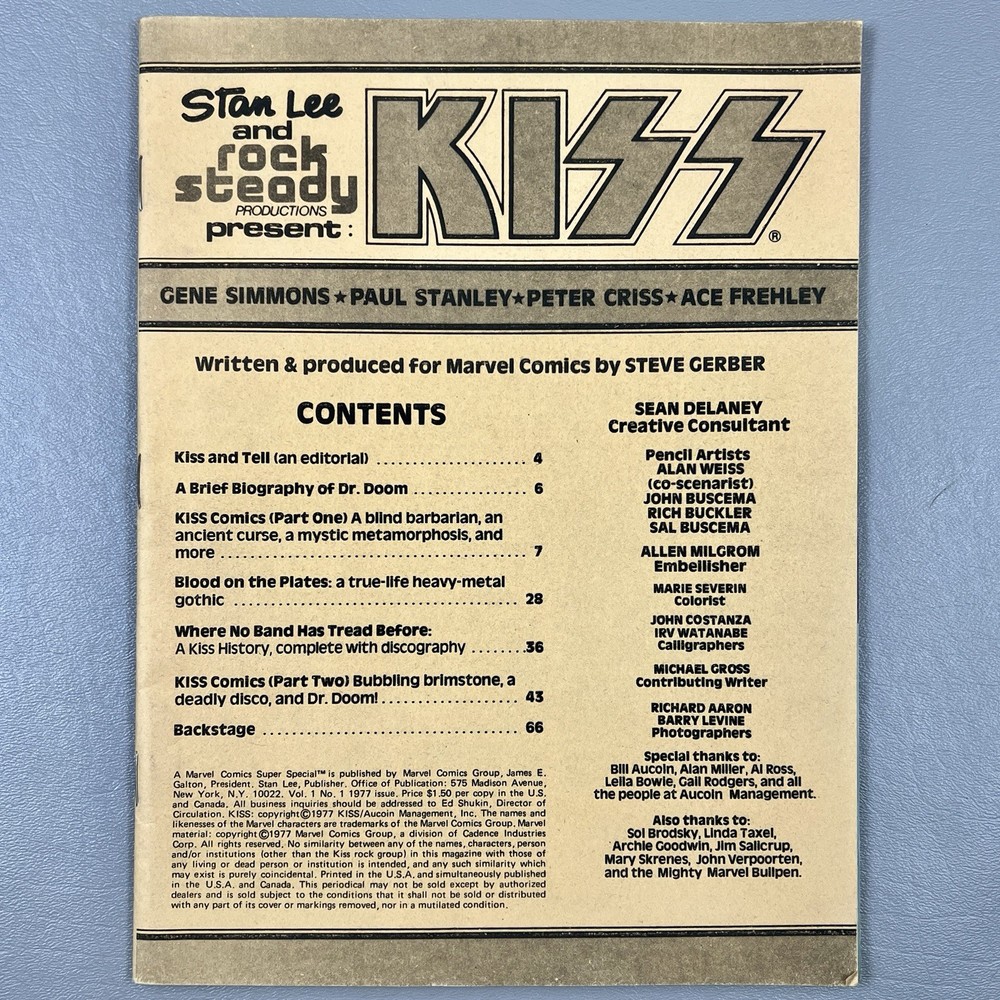 Stan Lee
and
rock
steady
PRODUCTIONS
present:
KISS®
GENE SIMMONS★PAUL STANLEY★PETER CRISS★ACE FREHLEY
Written & produced for Marvel Comics by STEVE GERBER
CONTENTS
Kiss and Tell (an editorial) .................... 4
A Brief Biography of Dr. Doom .............. 6
KISS Comics (Part One) A blind barbarian, an
ancient curse, a mystic metamorphosis, and
more ......................................... 7
Blood on the Plates: a true-life heavy-metal
gothic ..................................... 28
Where No Band Has Tread Before:
A Kiss History, complete with discography .......36
KISS Comics (Part Two) Bubbling brimstone, a
deadly disco, and Dr. Doom!.................. 43
Backstage ................................. 66
A Marvel Comics Super Special™ is published by Marvel Comics Group, James E.
Galton, President. Stan Lee, Publisher. Office of Publication: 575 Madison Avenue,
New York, N.Y. 10022. Vol. 1 No. 1 1977 issue. Price $1.50 per copy in the U.S.
and Canada. All business inquiries should be addressed to Ed Shukin, Director of
Circulation. KISS: copyright©1977 KISS/Aucoin Management, Inc. The names and
likenesses of the Marvel characters are trademarks of the Marvel Comics Group. Marvel
material: copyright©1977 Marvel Comics Group, a division of Cadence Industries
Corp. All rights reserved. No similarity between any of the names, characters, person
and/or institutions (other than the Kiss rock group) in this magazine with those of
any living or dead person or institution is intended, and any such similarity which
may exist is purely coincidental. Printed in the U.S.A. and simultaneously published
in the U.S.A. and Canada. This periodical may not be sold except by authorized
dealers and is sold subject to the conditions that it shall not be sold or distributed
with any part of its cover or markings removed, nor in a mutilated condition.
SEAN DELANEY
Creative Consultant
Pencil Artists
ALAN WEISS
(co-scenarist)
JOHN BUSCEMA
RICH BUCKLER
SAL BUSCEMA
ALLEN MILGROM
Embellisher
MARIE SEVERIN
Colorist
JOHN COSTANZA
IRV WATANABE
Calligraphers
MICHAEL GROSS
Contributing Writer
RICHARD AARON
BARRY LEVINE
Photographers
Special thanks to:
Bill Aucoin, Alan Miller, Al Ross,
Lella Bowie, Gail Rodgers, and all
the people at Aucoin Management.
Also thanks to:
Sol Brodsky, Linda Taxel,
Archie Goodwin, Jim Salicrup,
Mary Skrenes, John Verpoorten,
and the Mighty Marvel Bullpen.